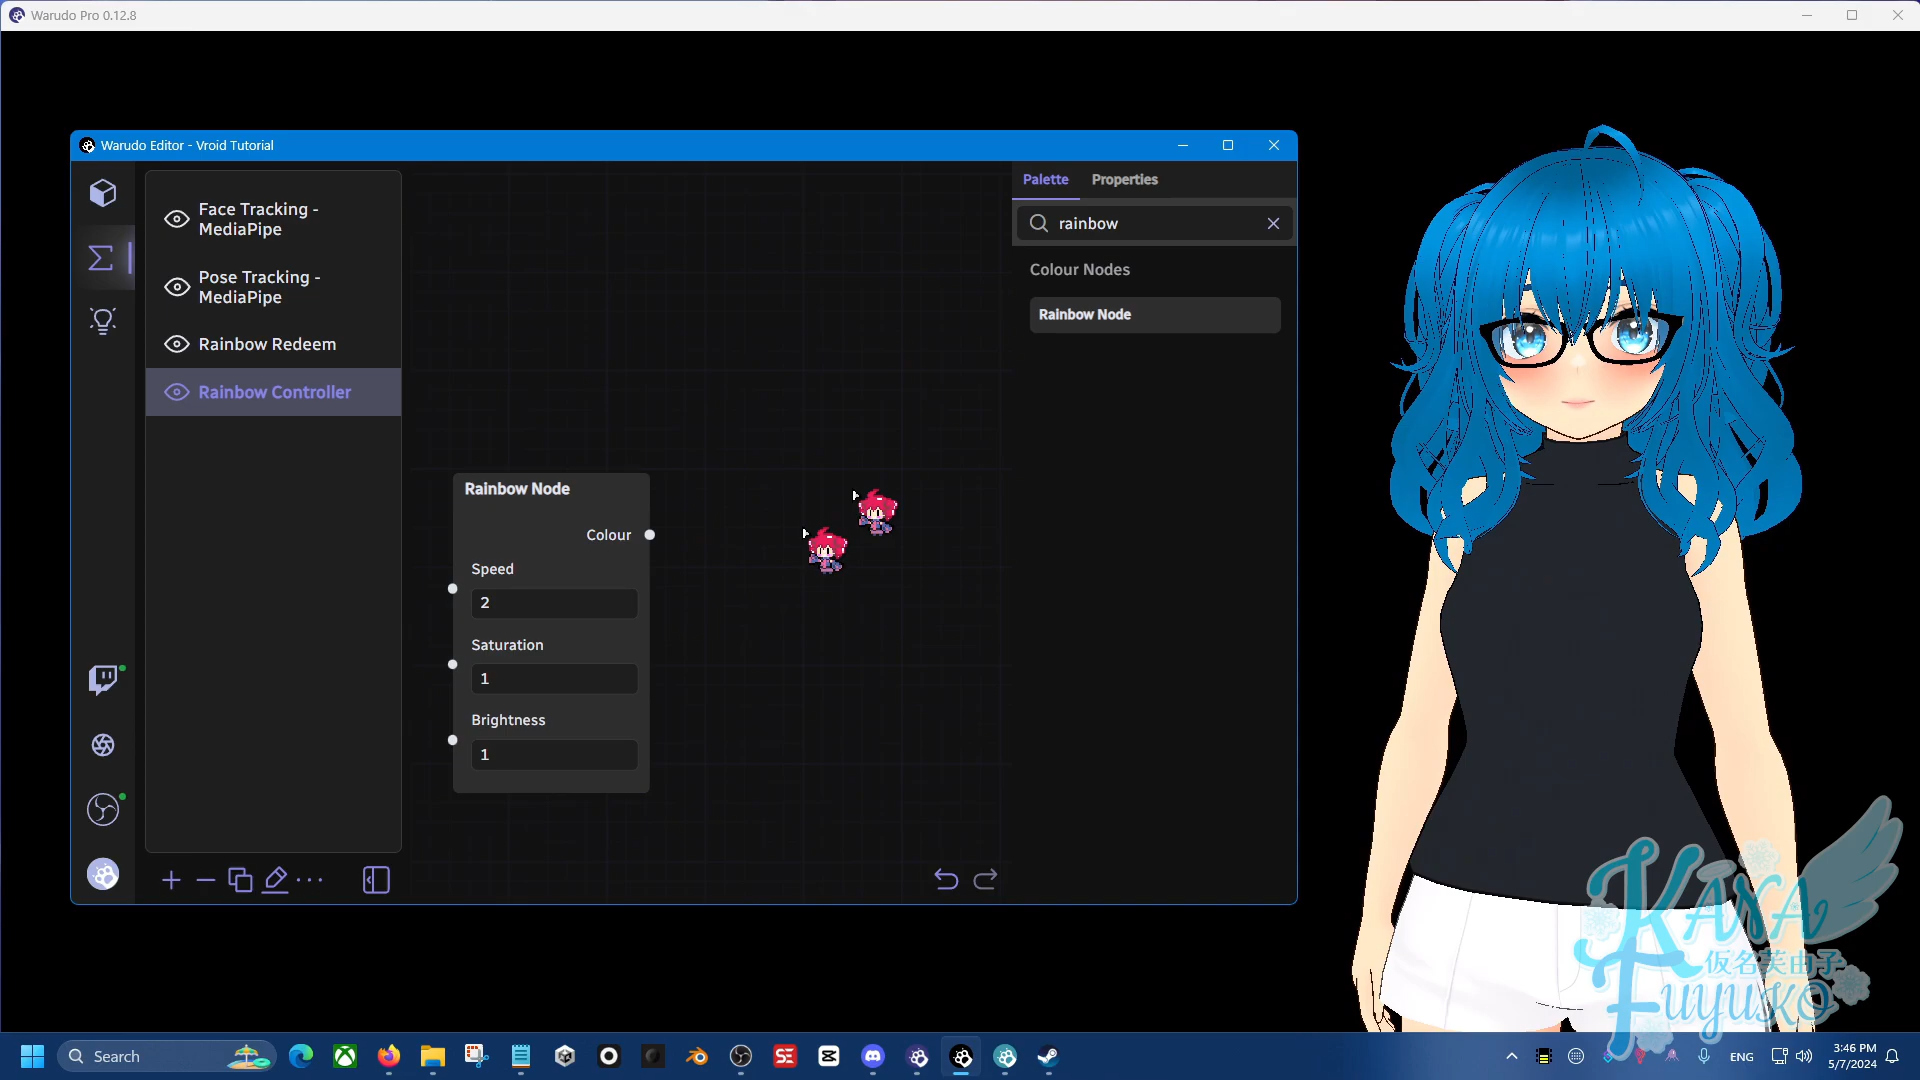 Warudo Pro 0.12.8
Warudo Editor - Vroid Tutorial
Face Tracking -
MediaPipe
Pose Tracking -
MediaPipe
Rainbow Redeem
Rainbow Controller
Rainbow Node
Colour
Speed
2
Saturation
1
Brightness
1
Palette
Properties
rainbow
Colour Nodes
Rainbow Node
KANA
仮名芙由子
FUYUKO
Search
SE
ENG
3:46 PM
5/7/2024